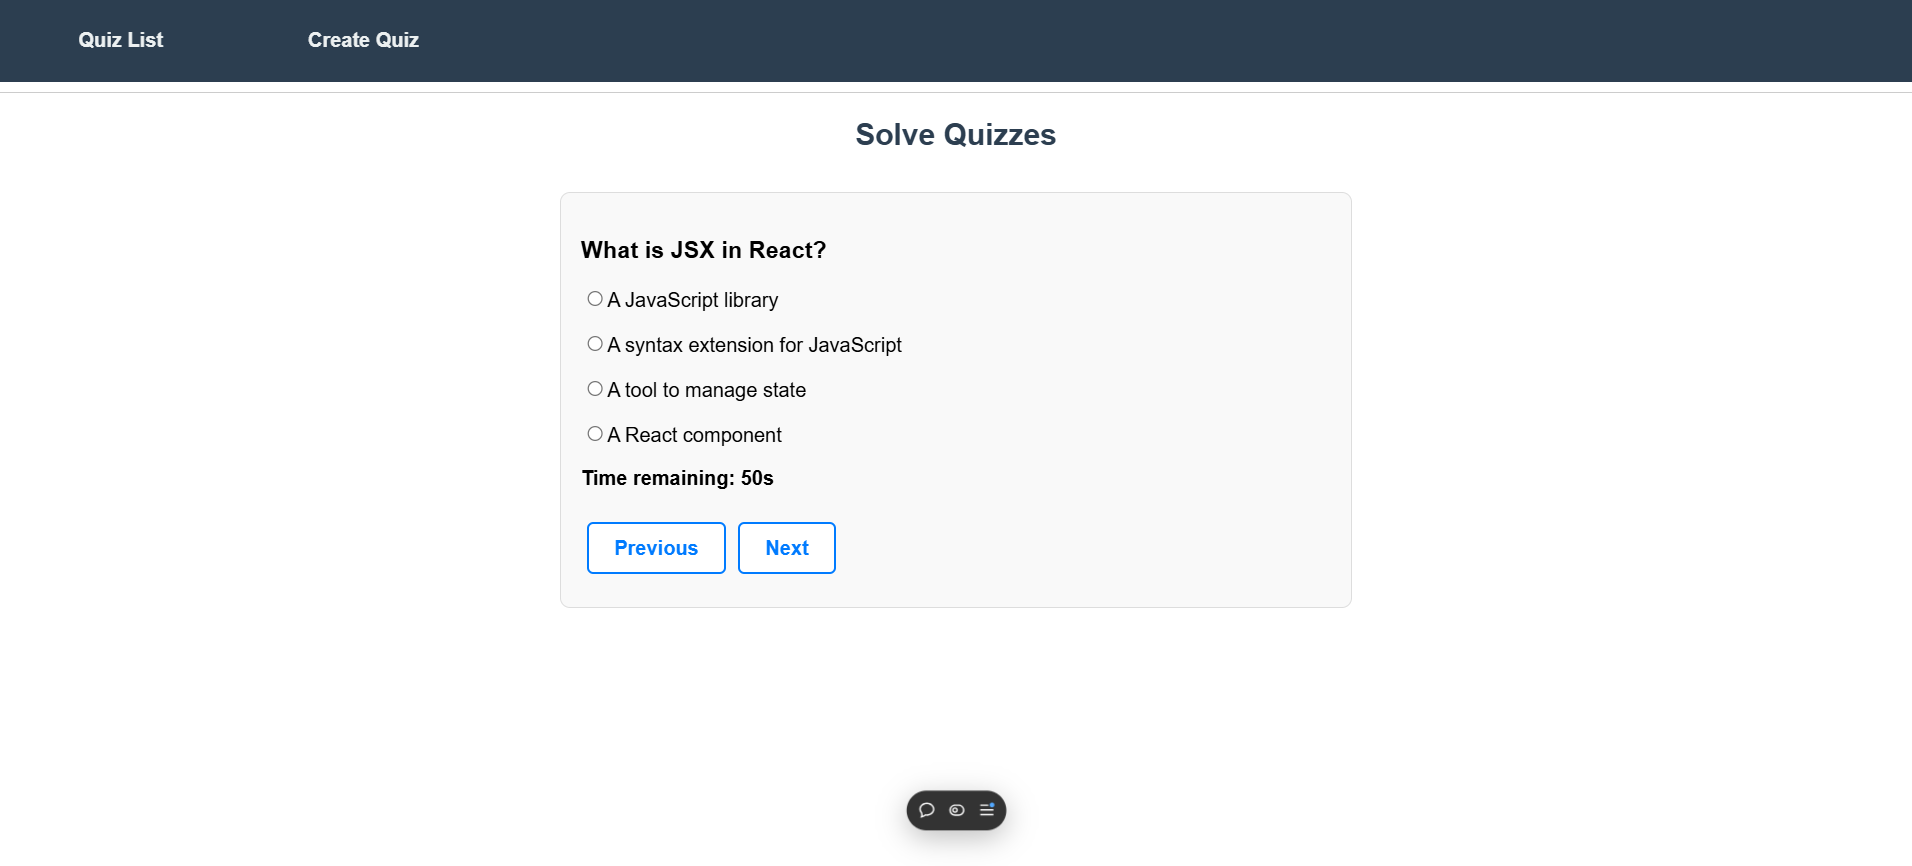 Quiz List Create Quiz
Solve Quizzes
What is JSX in React?
A JavaScript library
A syntax extension for JavaScript
A tool to manage state
A React component
Time remaining: 50s
Previous Next